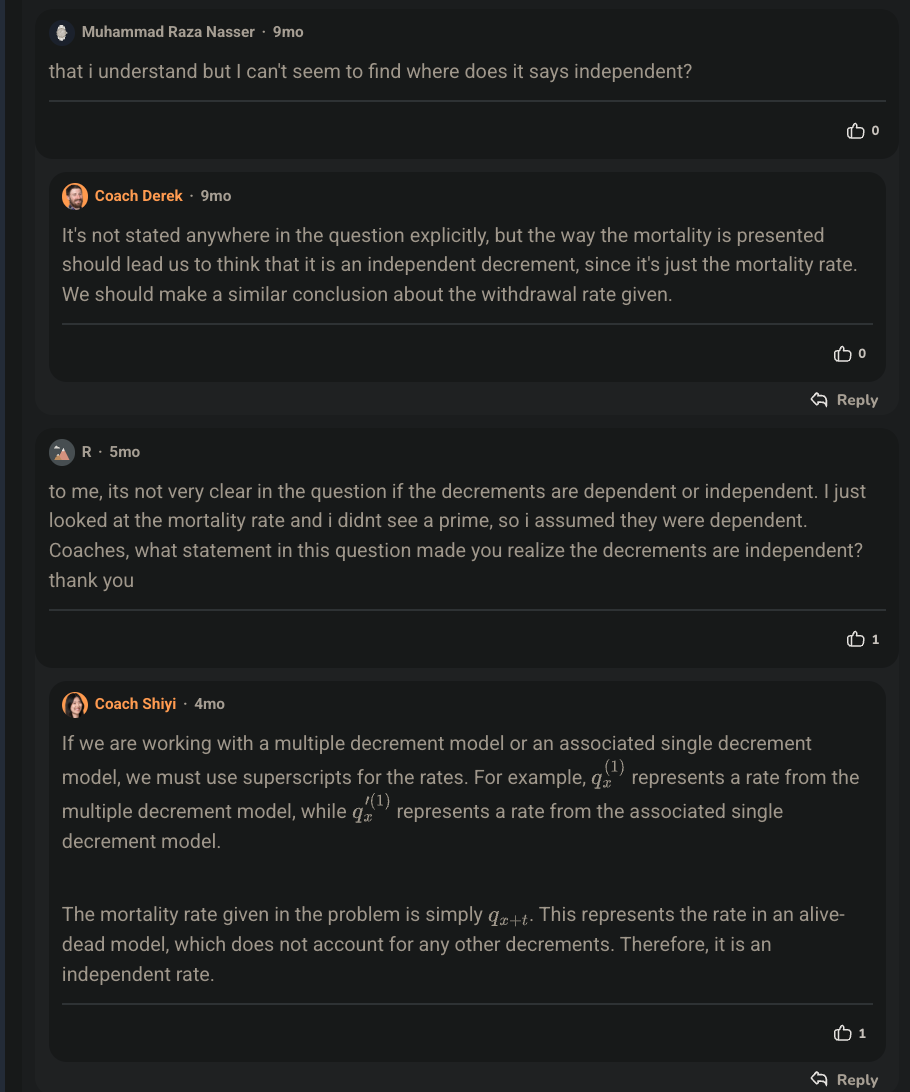 Muhammad Raza Nasser · 9mo
that i understand but I can't seem to find where does it says independent?
0
Coach Derek · 9mo
It's not stated anywhere in the question explicitly, but the way the mortality is presented
should lead us to think that it is an independent decrement, since it's just the mortality rate.
We should make a similar conclusion about the withdrawal rate given.
0
Reply
R · 5mo
to me, its not very clear in the question if the decrements are dependent or independent. I just
looked at the mortality rate and i didnt see a prime, so i assumed they were dependent.
Coaches, what statement in this question made you realize the decrements are independent?
thank you
1
Coach Shiyi · 4mo
If we are working with a multiple decrement model or an associated single decrement
model, we must use superscripts for the rates. For example, $q_x^{(1)}$ represents a rate from the
multiple decrement model, while $q_x'^{(1)}$ represents a rate from the associated single
decrement model.
The mortality rate given in the problem is simply $q_{x+t}$. This represents the rate in an alive-
dead model, which does not account for any other decrements. Therefore, it is an
independent rate.
1
Reply